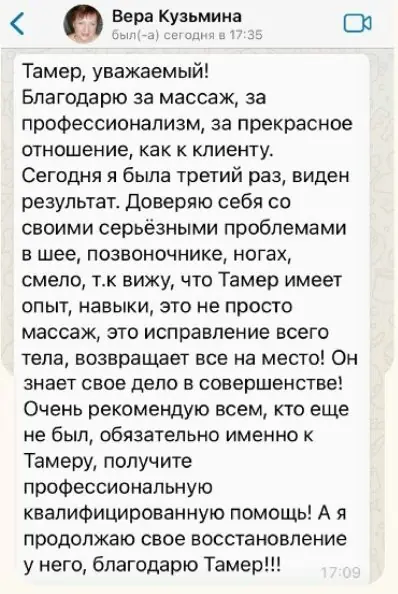 Вера Кузьмина
был(-а) сегодня в 17:35
Тамер, уважаемый!
Благодарю за массаж, за
профессионализм, за прекрасное
отношение, как к клиенту.
Сегодня я была третий раз, виден
результат. Доверяю себя со
своими серьёзными проблемами
в шее, позвоночнике, ногах,
смело, т.к вижу, что Тамер имеет
опыт, навыки, это не просто
массаж, это исправление всего
тела, возвращает все на место! Он
знает свое дело в совершенстве!
Очень рекомендую всем, кто еще
не был, обязательно именно к
Тамеру, получите
профессиональную
квалифицированную помощь! А я
продолжаю свое восстановление
у него, благодарю Тамер!!!
17:09